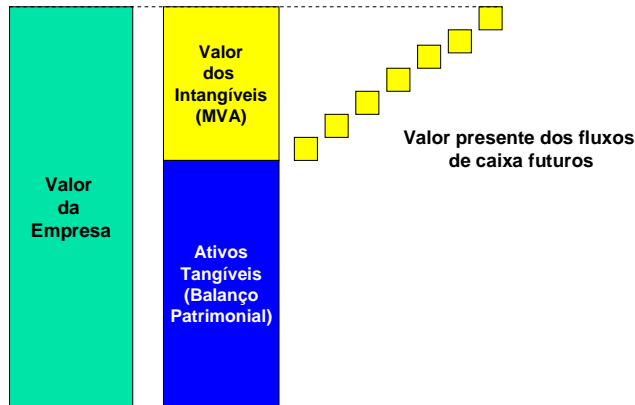 Valor
da
Empresa
Valor
dos
Intangíveis
(MVA)
Ativos
Tangíveis
(Balanço
Patrimonial)
Valor presente dos fluxos
de caixa futuros